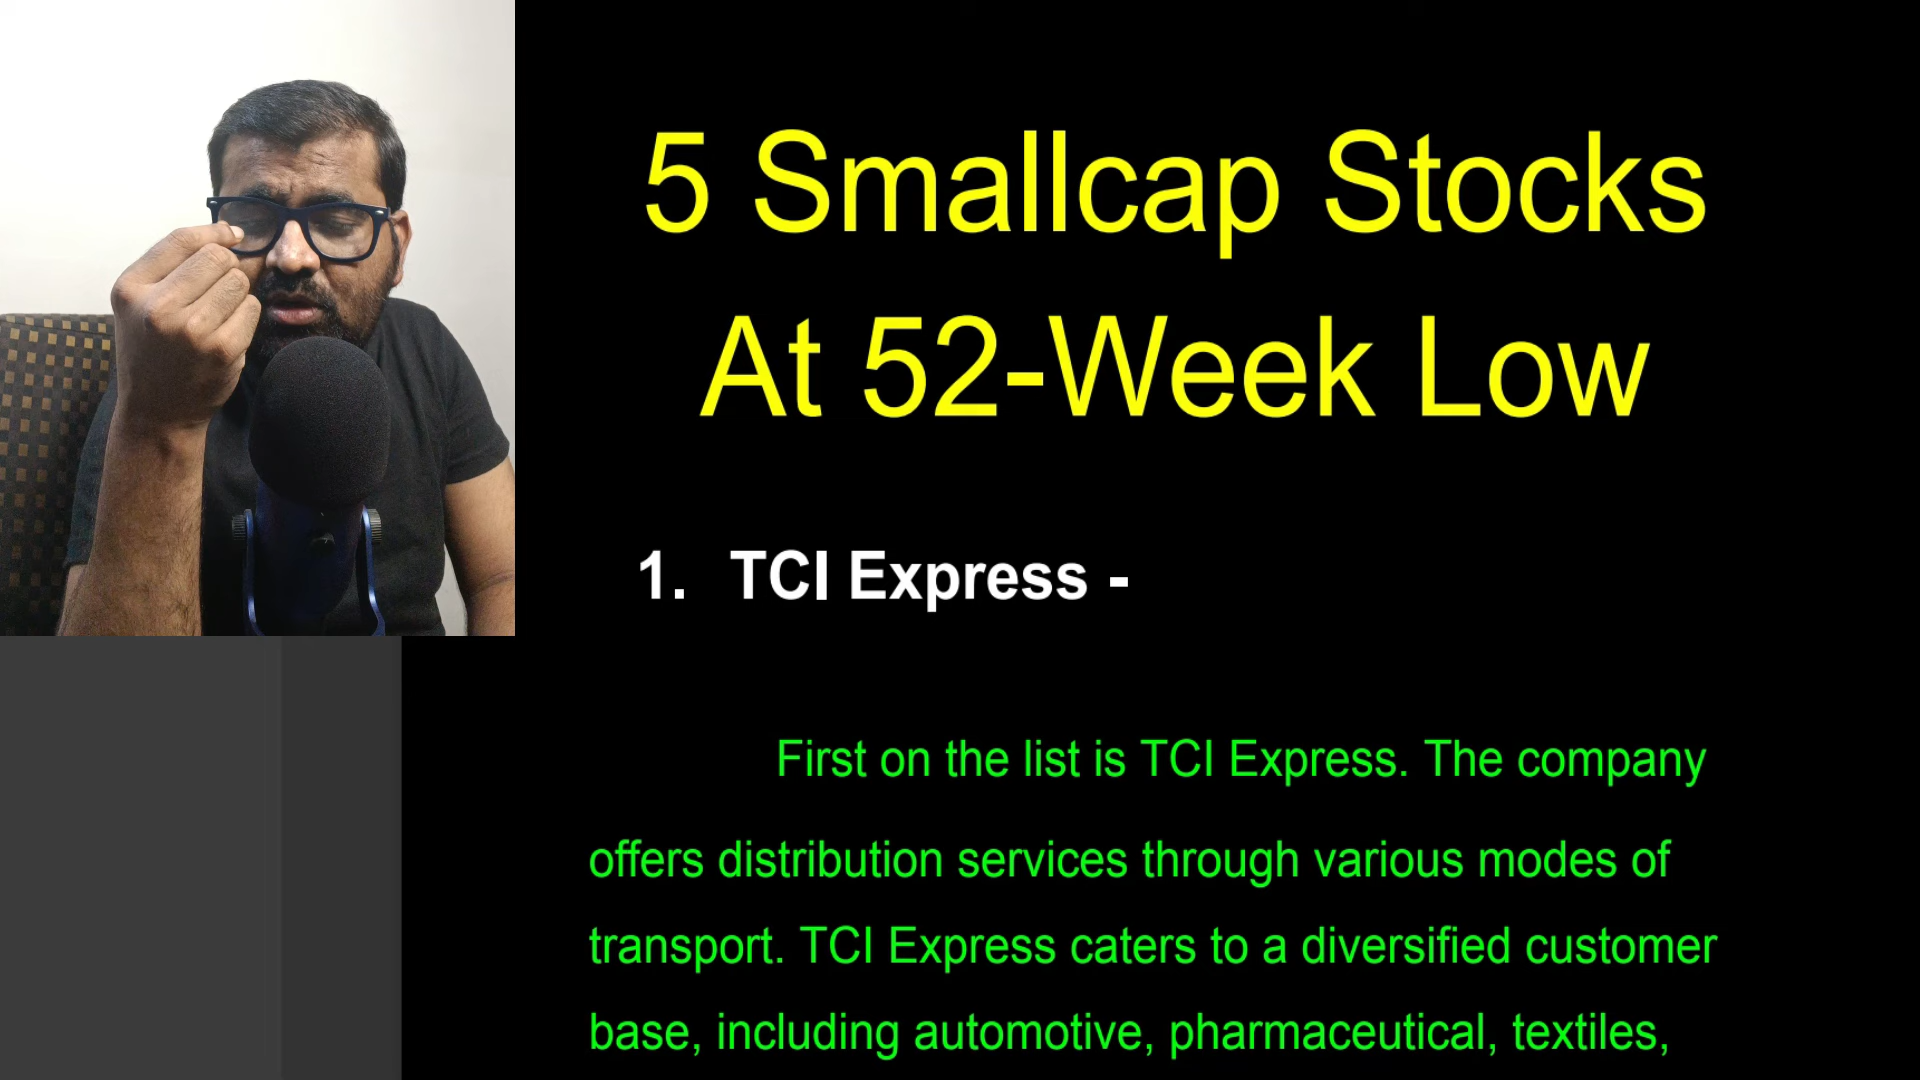 5 Smallcap Stocks
At 52-Week Low
1. TCI Express -
First on the list is TCI Express. The company
offers distribution services through various modes of
transport. TCI Express caters to a diversified customer
base, including automotive, pharmaceutical, textiles,